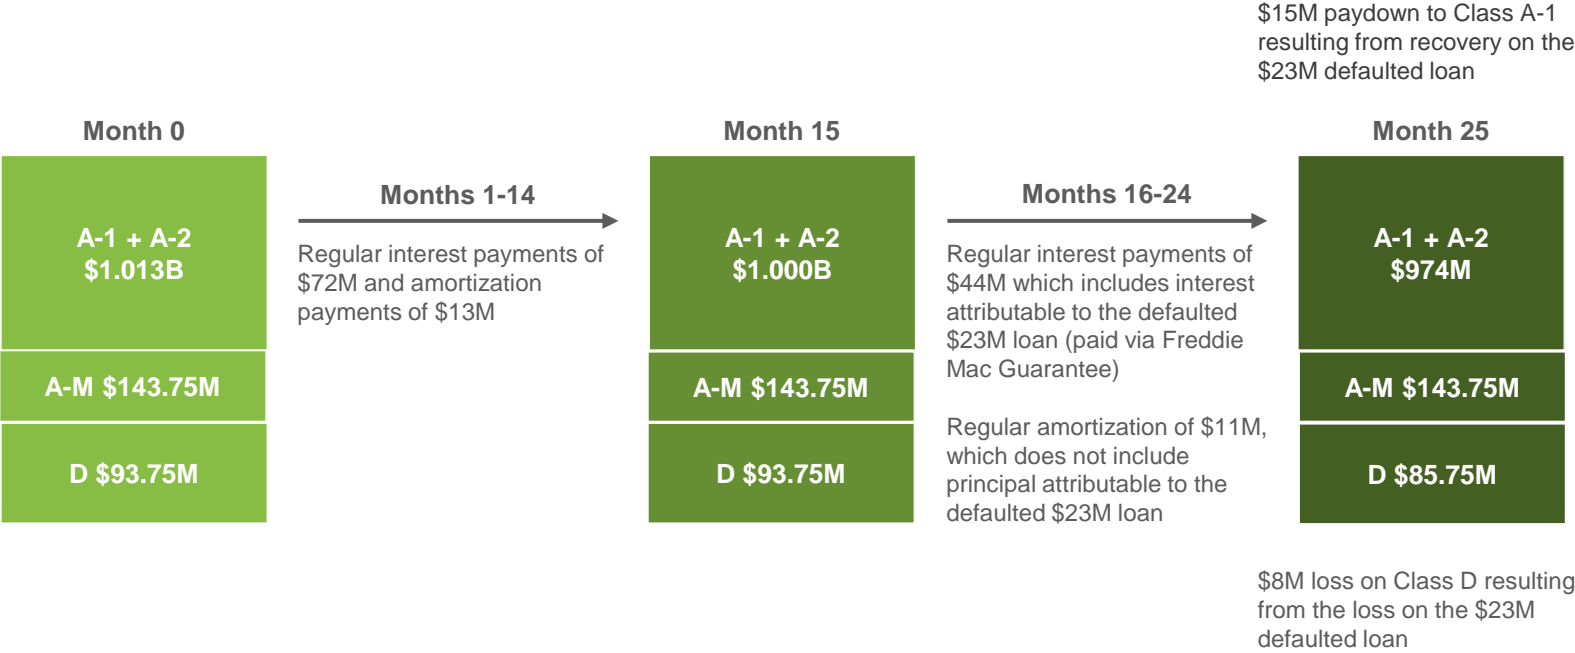 $15M paydown to Class A-1
resulting from recovery on the
$23M defaulted loan
Month 0
A-1 + A-2
$1.013B
A-M $143.75M
D $93.75M
Months 1-14
Regular interest payments of
$72M and amortization
payments of $13M
Month 15
A-1 + A-2
$1.000B
A-M $143.75M
D $93.75M
Months 16-24
Regular interest payments of
$44M which includes interest
attributable to the defaulted
$23M loan (paid via Freddie
Mac Guarantee)
Regular amortization of $11M,
which does not include
principal attributable to the
defaulted $23M loan
Month 25
A-1 + A-2
$974M
A-M $143.75M
D $85.75M
$8M loss on Class D resulting
from the loss on the $23M
defaulted loan